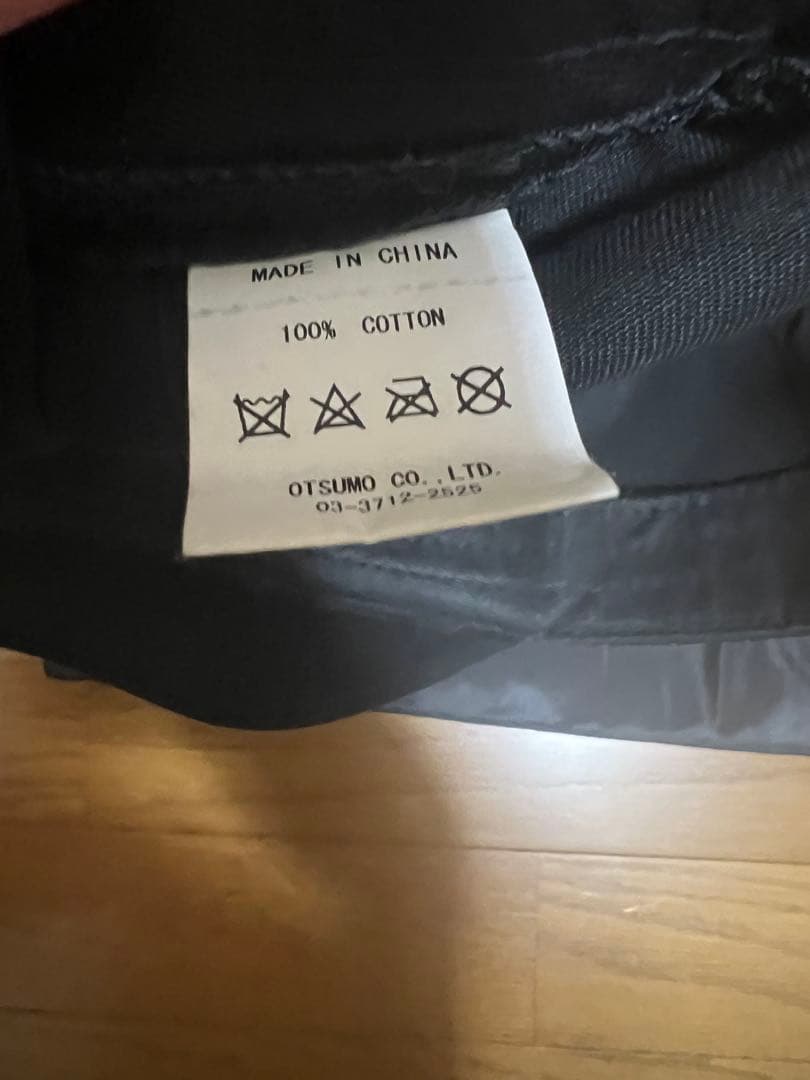 MADE IN CHINA
100% COTTON
OTSUMO CO.,LTD.
03-3712-2525